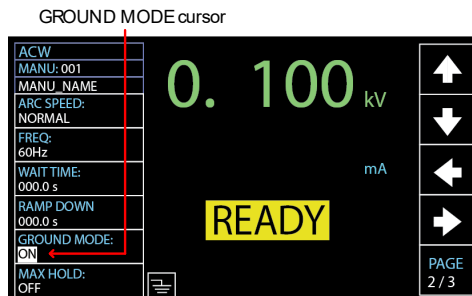 GROUND MODE cursor
ACW
MANU: 001
MANU_NAME
ARC SPEED:
NORMAL
FREQ:
60Hz
WAIT TIME:
000.0 s
RAMP DOWN
000.0 s
GROUND MODE:
ON
MAX HOLD:
OFF
0. 100 kV
mA
READY
PAGE
2 / 3